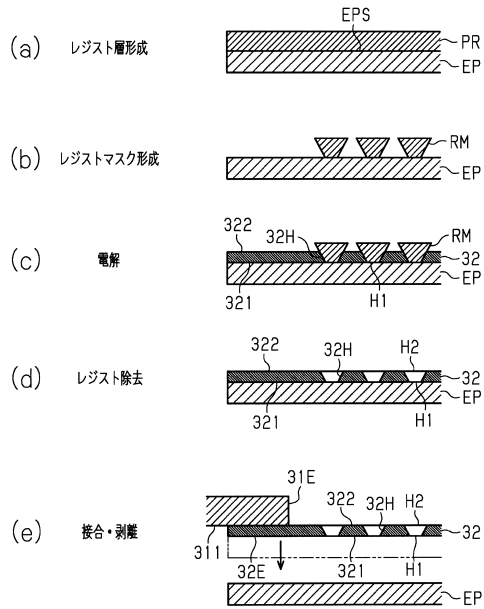 EPS
(a) レジスト層形成 PR
EP
(b) レジストマスク形成 RM
EP
322 32H RM
(c) 電解 32
EP
321 H1
322 32H H2
(d) レジスト除去 32
EP
321 H1
31E
322 32H H2
(e) 接合・剥離 32
311
32E 321 H1
EP